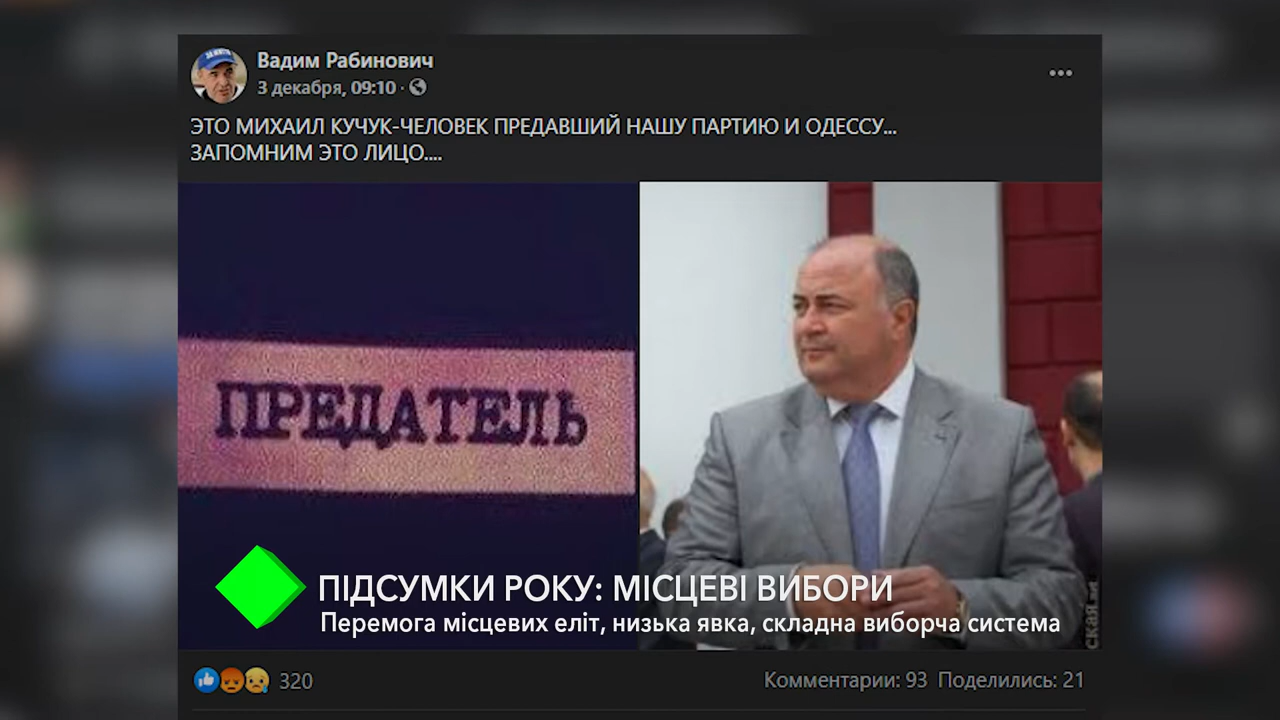 Вадим Рабинович
3 декабря, 09:10 ·
ЭТО МИХАИЛ КУЧУК-ЧЕЛОВЕК ПРЕДАВШИЙ НАШУ ПАРТИЮ И ОДЕССУ...
ЗАПОМНИМ ЭТО ЛИЦО....
ПРЕДАТЕЛЬ
ПІДСУМКИ РОКУ: МІСЦЕВІ ВИБОРИ
Перемога місцевих еліт, низька явка, складна виборча система
320
Комментарии: 93 Поделились: 21